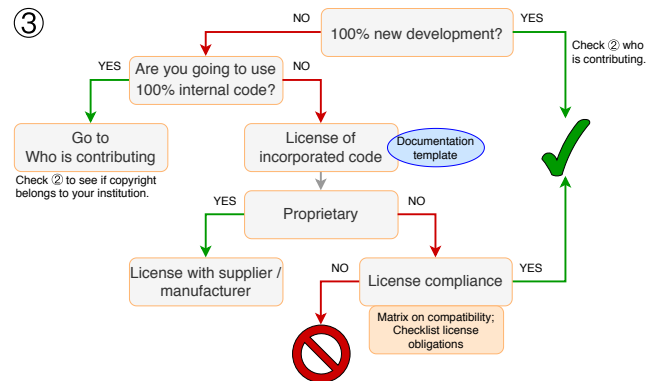 ③
NO
YES
100% new development?
Check ② who
is contributing.
YES
Are you going to use
100% internal code?
NO
Go to
Who is contributing
License of
incorporated code
Documentation
template
Check ② to see if copyright
belongs to your institution.
YES
Proprietary
NO
License with supplier /
manufacturer
NO
License compliance
YES
Matrix on compatibility;
Checklist license
obligations